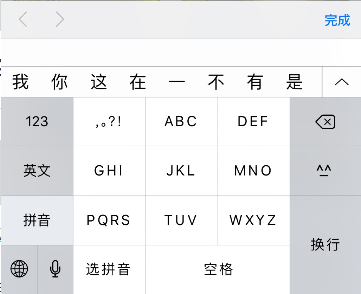 完成
我 你 这 在 一 不 有 是
123 ,。?! ABC DEF
英文 GHI JKL MNO ^^
拼音 PQRS TUV WXYZ 换行
选拼音 空格